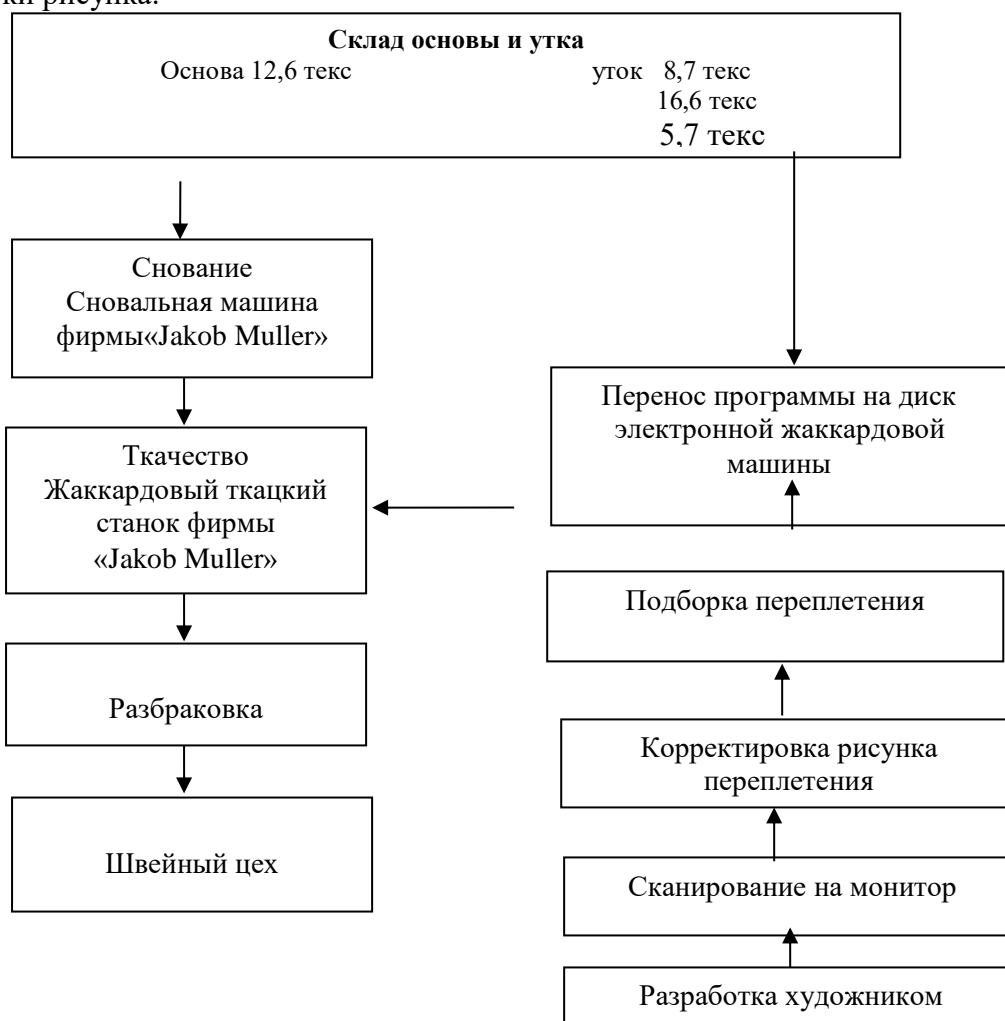 ки рисунка.
Склад основы и утка
Основа 12,6 текс уток 8,7 текс
16,6 текс
5,7 текс
Снование
Сновальная машина
фирмы«Jakob Muller»
Ткачество
Жаккардовый ткацкий
станок фирмы
«Jakob Muller»
Разбраковка
Швейный цех
Перенос программы на диск
электронной жаккардовой
машины
Подборка переплетения
Корректировка рисунка
переплетения
Сканирование на монитор
Разработка художником